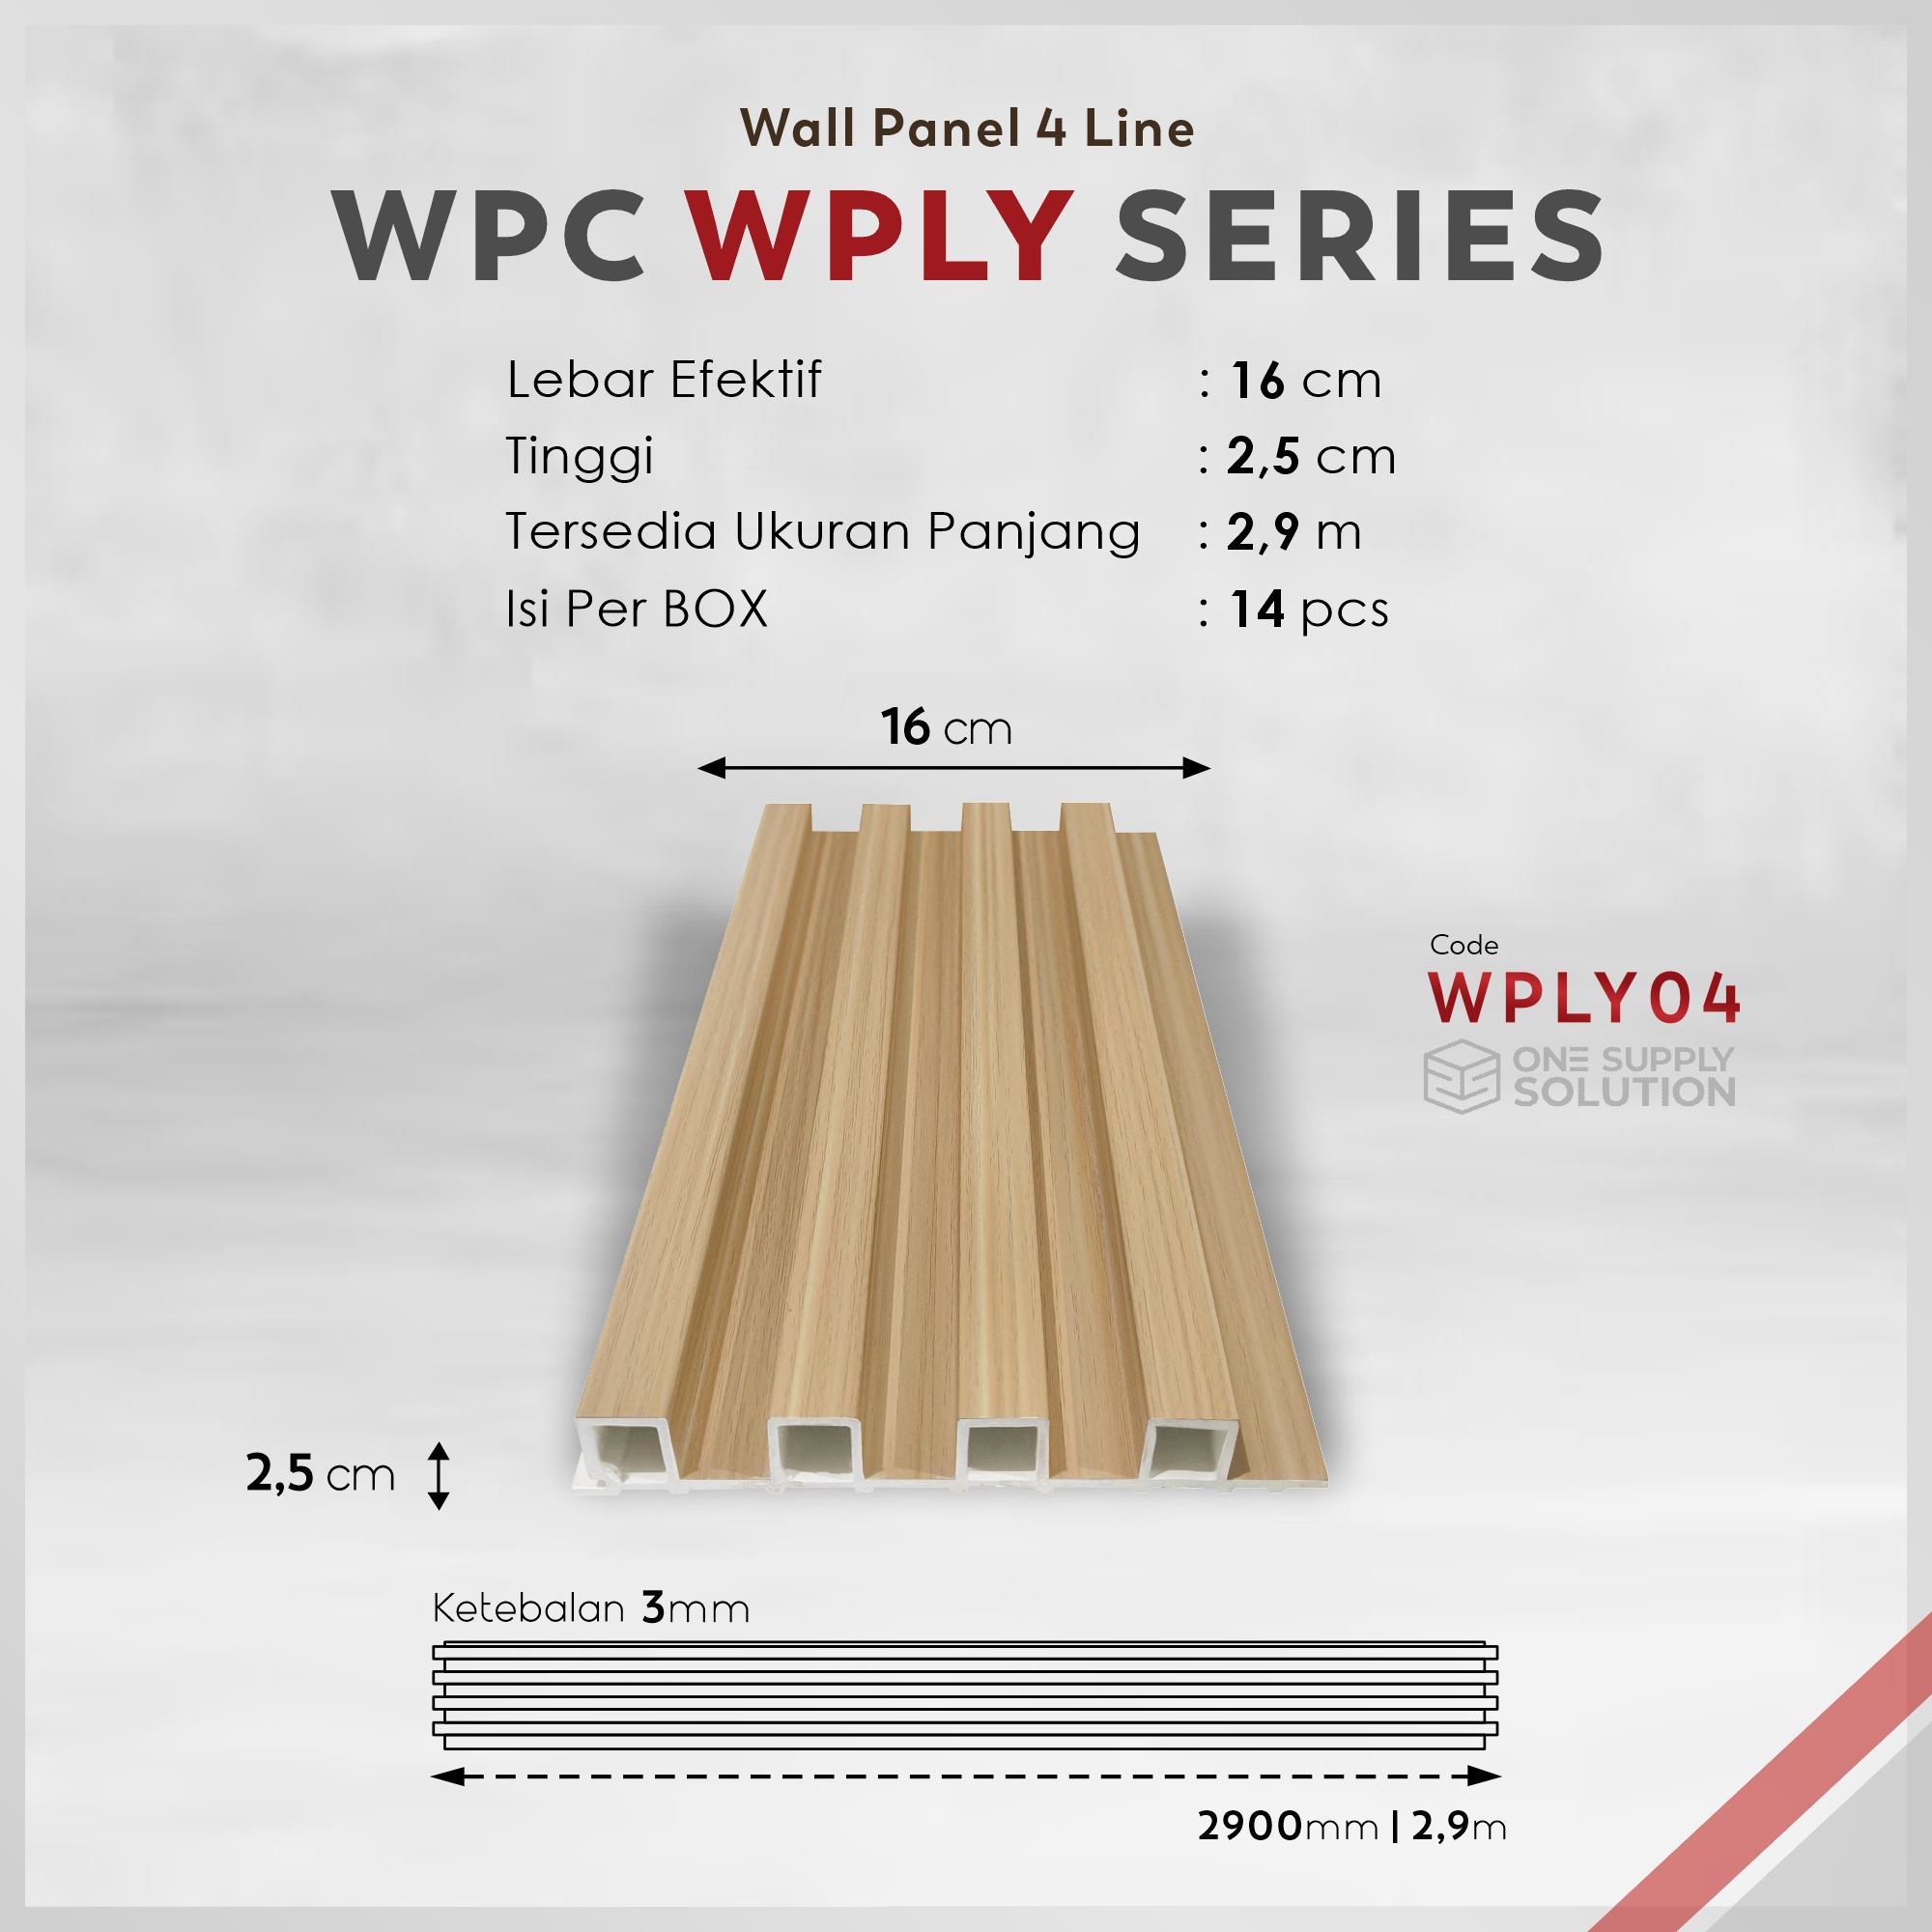 Wall Panel 4 Line
WPC WPLY SERIES
Lebar Efektif : 16 cm
Tinggi : 2,5 cm
Tersedia Ukuran Panjang : 2,9 m
Isi Per BOX : 14 pcs
16 cm
Code
WPLY04
ONE SUPPLY
SOLUTION
2,5 cm
Ketebalan 3mm
2900mm | 2,9m